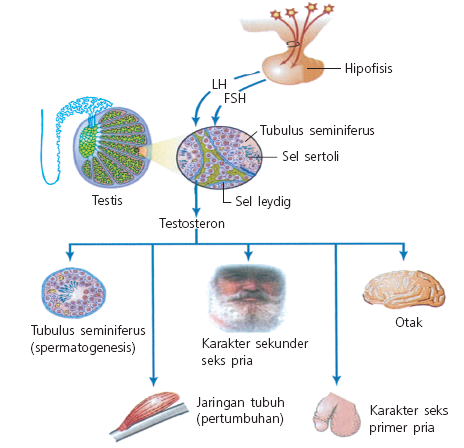 Hipofisis
LH
FSH
Tubulus seminiferus
Sel sertoli
Sel leydig
Testis
Testosteron
Tubulus seminiferus
(spermatogenesis)
Karakter sekunder
seks pria
Otak
Jaringan tubuh
(pertumbuhan)
Karakter seks
primer pria